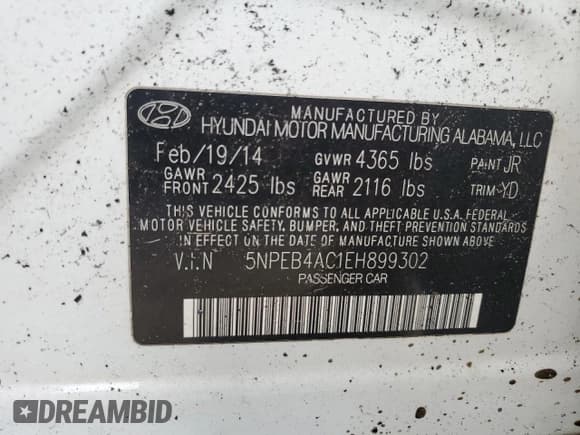 MANUFACTURED BY
HYUNDAI MOTOR MANUFACTURING ALABAMA, LLC
Feb/19/14 GVWR 4365 lbs PAINT JR
GAWR FRONT 2425 lbs GAWR REAR 2116 lbs TRIM YD
THIS VEHICLE CONFORMS TO ALL APPLICABLE U.S.A. FEDERAL
MOTOR VEHICLE SAFETY, BUMPER, AND THEFT PREVENTION STANDARDS
IN EFFECT ON THE DATE OF MANUFACTURE SHOWN ABOVE.
V.I.N 5NPEB4AC1EH899302
PASSENGER CAR
DREAMBID